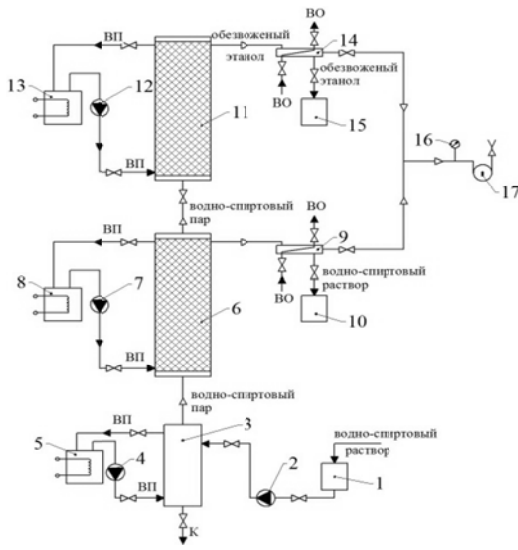 ВП
обезвоженый
этанол
ВО
14
обезвоженый
этанол
13
12
11
ВО
15
16
17
ВП
водно-спиртовый
пар
ВП
ВО
9
8
7
6
ВО
водно-спиртовый
раствор
10
ВП
водно-спиртовый
пар
ВП
3
5
4
2
водно-спиртовый
раствор
1
ВП
К